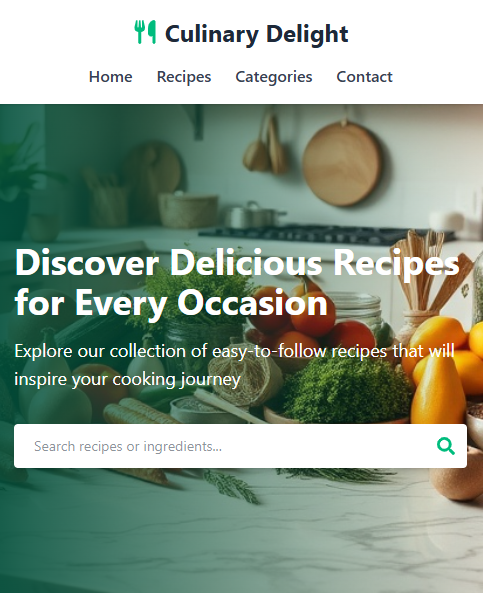 Culinary Delight
Home Recipes Categories Contact
Discover Delicious Recipes
for Every Occasion
Explore our collection of easy-to-follow recipes that will
inspire your cooking journey
Search recipes or ingredients...